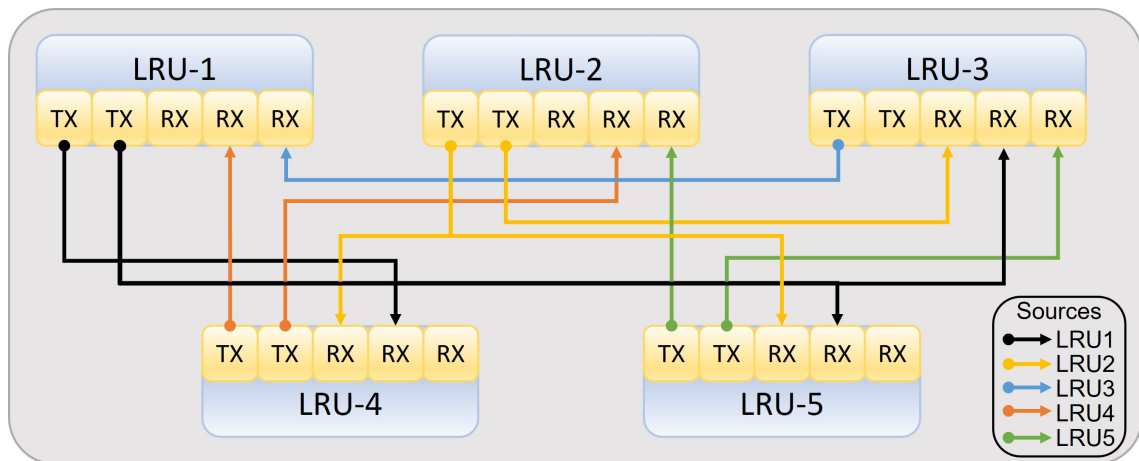 LRU-1 LRU-2 LRU-3
TX TX RX RX RX TX TX RX RX RX TX TX RX RX RX
TX TX RX RX RX TX TX RX RX RX
LRU-4 LRU-5
Sources
LRU1
LRU2
LRU3
LRU4
LRU5